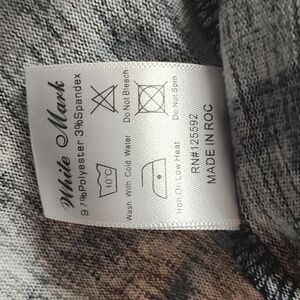 White Mark
97%Polyester 3%Spandex
10°C
Wash With Cold Water
Do Not Bleach
Iron On Low Heat
Do Not Spin
RN#125592
MADE IN ROC